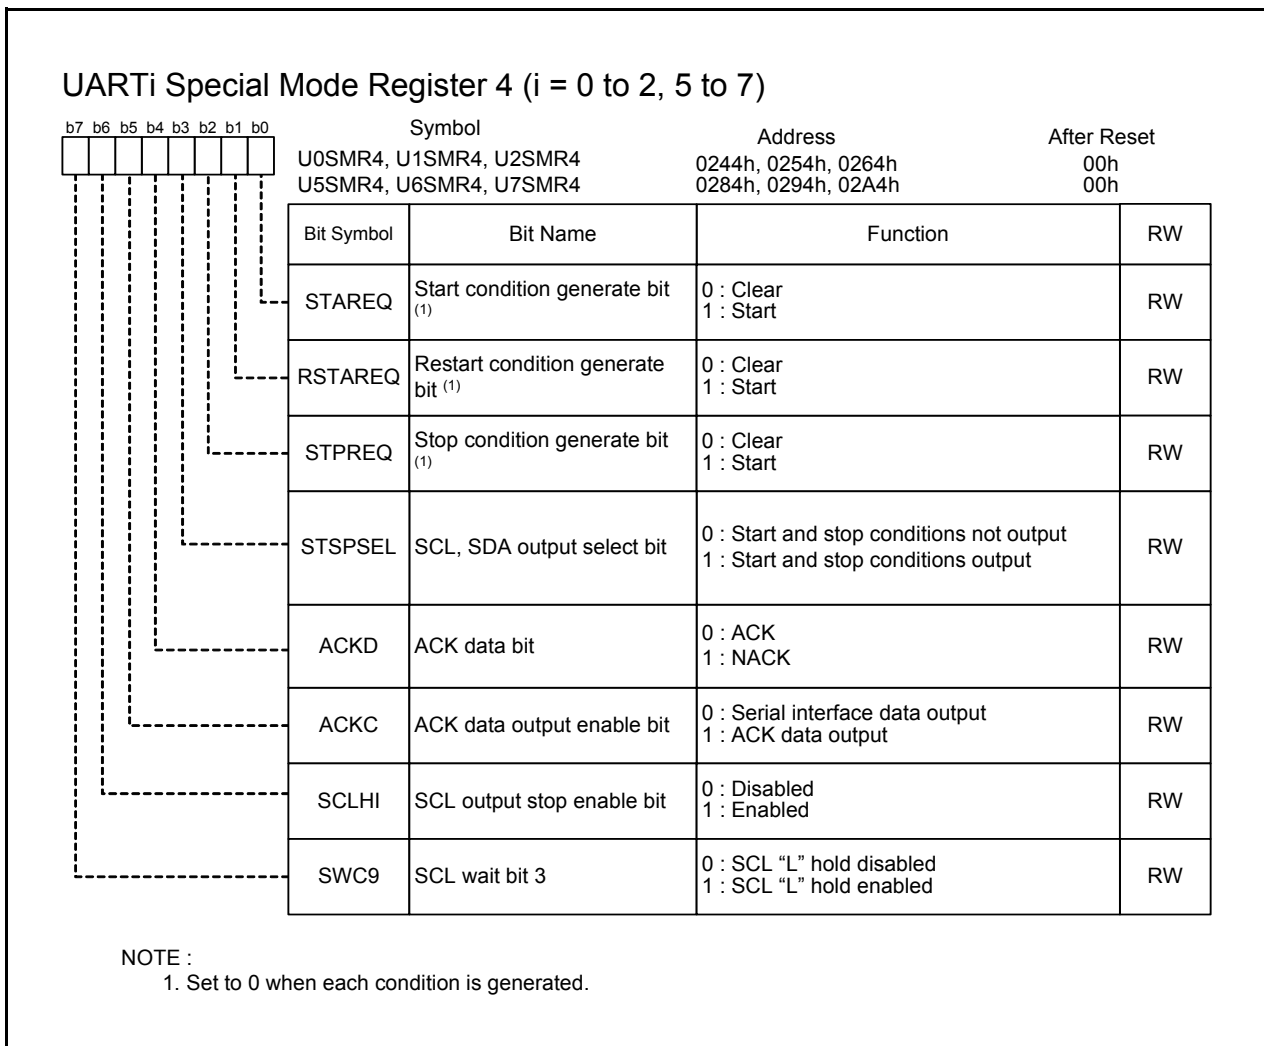 UARTi Special Mode Register 4 (i = 0 to 2, 5 to 7)
b7 b6 b5 b4 b3 b2 b1 b0
Symbol Address After Reset
U0SMR4, U1SMR4, U2SMR4 0244h, 0254h, 0264h 00h
U5SMR4, U6SMR4, U7SMR4 0284h, 0294h, 02A4h 00h
Bit Symbol Bit Name Function RW
STAREQ Start condition generate bit (1) 0 : Clear 1 : Start RW
RSTAREQ Restart condition generate bit (1) 0 : Clear 1 : Start RW
STPREQ Stop condition generate bit (1) 0 : Clear 1 : Start RW
STSPSEL SCL, SDA output select bit 0 : Start and stop conditions not output 1 : Start and stop conditions output RW
ACKD ACK data bit 0 : ACK 1 : NACK RW
ACKC ACK data output enable bit 0 : Serial interface data output 1 : ACK data output RW
SCLHI SCL output stop enable bit 0 : Disabled 1 : Enabled RW
SWC9 SCL wait bit 3 0 : SCL “L” hold disabled 1 : SCL “L” hold enabled RW
NOTE :
1. Set to 0 when each condition is generated.